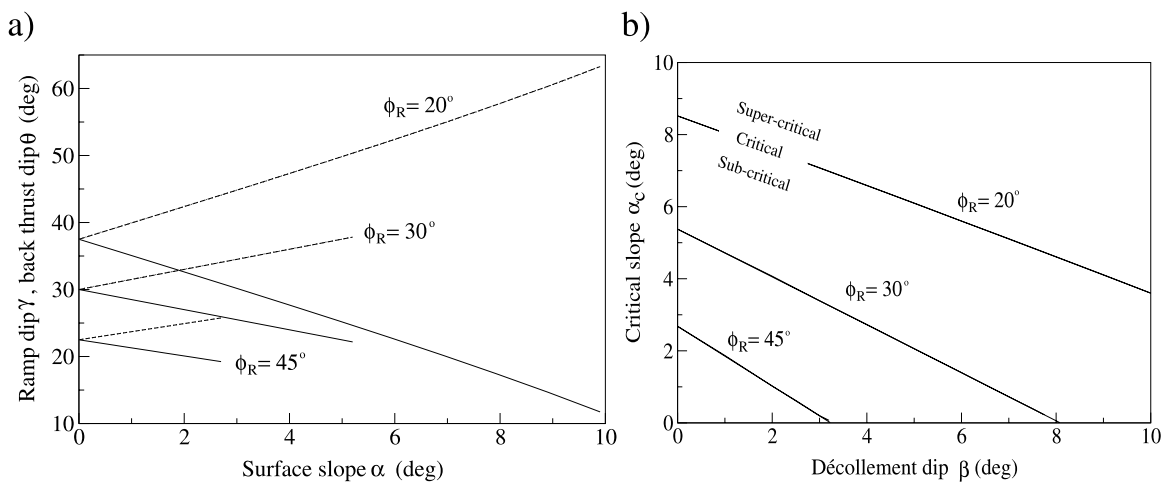 a)
Ramp dip γ, back thrust dip θ (deg)
60
50
40
30
20
10
0
2
4
6
8
10
Surface slope α (deg)
ϕR= 20°
ϕR= 30°
ϕR= 45°
b)
Critical slope αc (deg)
10
8
6
4
2
0
0
2
4
6
8
10
Décollement dip β (deg)
Super-critical
Critical
Sub-critical
ϕR= 20°
ϕR= 30°
ϕR= 45°